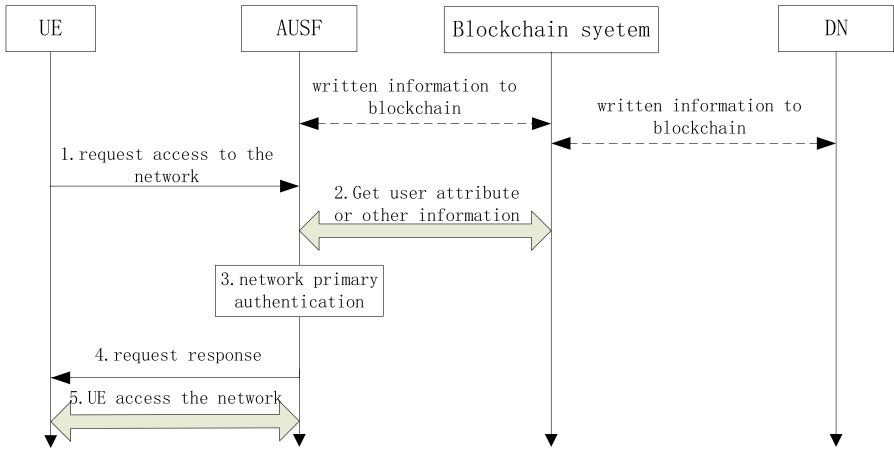 UE
AUSF
Blockchain syetem
DN
written information to
blockchain
written information to
blockchain
1.request access to the
network
2.Get user attribute
or other information
3.network primary
authentication
4.request response
5.UE access the network